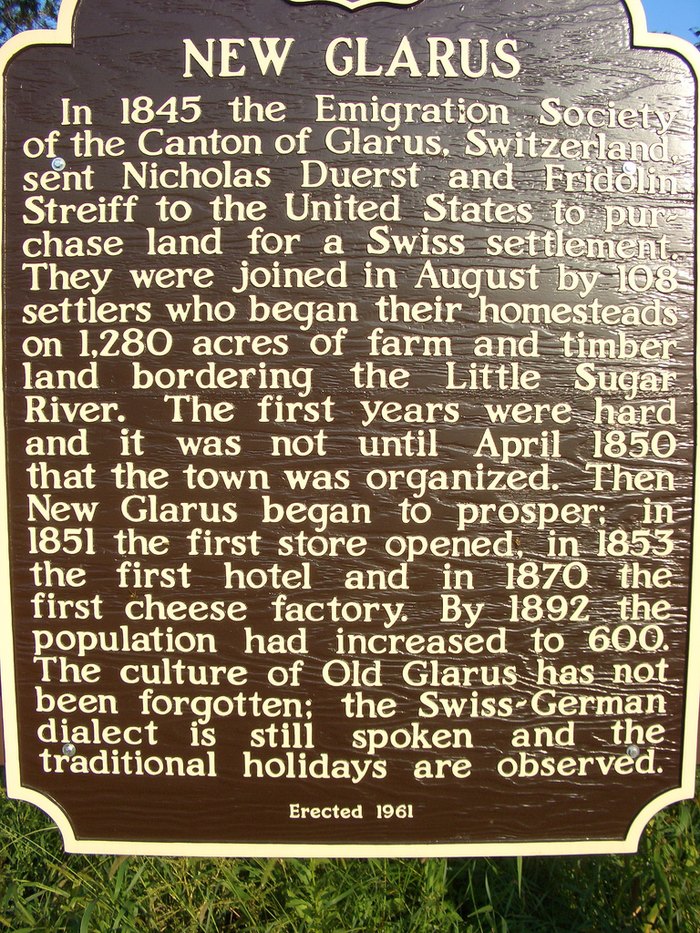 NEW GLARUS
In 1845 the Emigration Society
of the Canton of Glarus, Switzerland,
sent Nicholas Duerst and Fridolin
Streiff to the United States to pur-
chase land for a Swiss settlement.
They were joined in August by 108
settlers who began their homesteads
on 1,280 acres of farm and timber
land bordering the Little Sugar
River. The first years were hard
and it was not until April 1850
that the town was organized. Then
New Glarus began to prosper; in
1851 the first store opened, in 1853
the first hotel and in 1870 the
first cheese factory. By 1892 the
population had increased to 600.
The culture of Old Glarus has not
been forgotten; the Swiss-German
dialect is still spoken and the
traditional holidays are observed.
Erected 1961